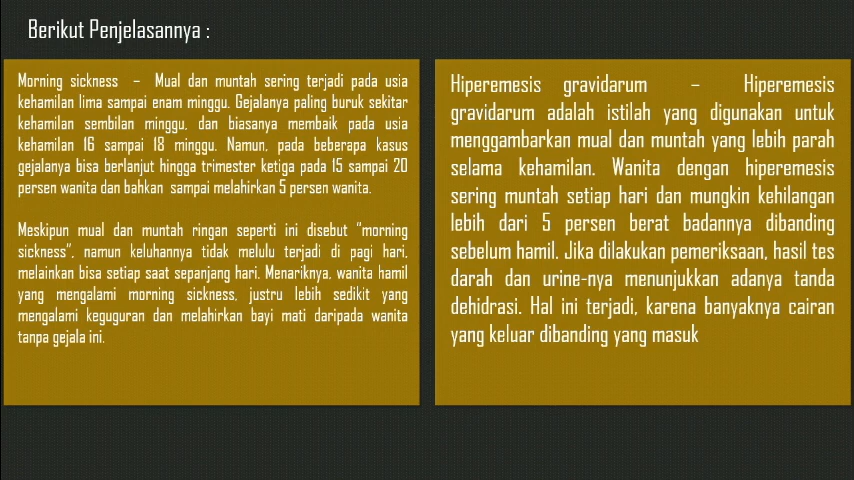 Berikut Penjelasannya :
Morning sickness – Mual dan muntah sering terjadi pada usia
kehamilan lima sampai enam minggu. Gejalanya paling buruk sekitar
kehamilan sembilan minggu, dan biasanya membaik pada usia
kehamilan 16 sampai 18 minggu. Namun, pada beberapa kasus
gejalanya bisa berlanjut hingga trimester ketiga pada 15 sampai 20
persen wanita dan bahkan sampai melahirkan 5 persen wanita.
Meskipun mual dan muntah ringan seperti ini disebut “morning
sickness”, namun keluhannya tidak melulu terjadi di pagi hari,
melainkan bisa setiap saat sepanjang hari. Menariknya, wanita hamil
yang mengalami morning sickness, justru lebih sedikit yang
mengalami keguguran dan melahirkan bayi mati daripada wanita
tanpa gejala ini.
Hiperemesis gravidarum – Hiperemesis
gravidarum adalah istilah yang digunakan untuk
menggambarkan mual dan muntah yang lebih parah
selama kehamilan. Wanita dengan hiperemesis
sering muntah setiap hari dan mungkin kehilangan
lebih dari 5 persen berat badannya dibanding
sebelum hamil. Jika dilakukan pemeriksaan, hasil tes
darah dan urine-nya menunjukkan adanya tanda
dehidrasi. Hal ini terjadi, karena banyaknya cairan
yang keluar dibanding yang masuk